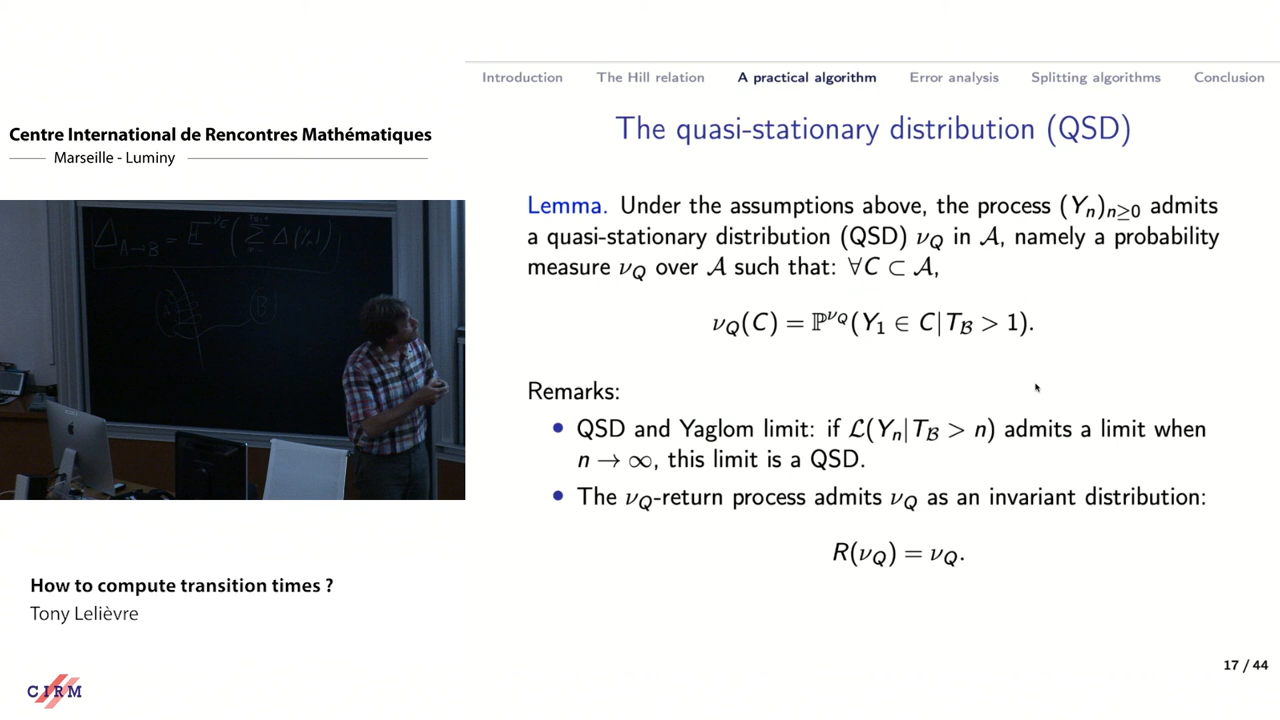 Introduction The Hill relation A practical algorithm Error analysis Splitting algorithms Conclusion
Centre International de Rencontres Mathématiques
Marseille - Luminy
The quasi-stationary distribution (QSD)
Lemma. Under the assumptions above, the process (Yₙ)ₙ≥₀ admits
a quasi-stationary distribution (QSD) ν_Q in 𝒜, namely a probability
measure ν_Q over 𝒜 such that: ∀C ⊂ 𝒜,
ν_Q(C) = ℙ^{ν_Q}(Y₁ ∈ C|T_ℬ > 1).
Remarks:
• QSD and Yaglom limit: if ℒ(Yₙ|T_ℬ > n) admits a limit when
n → ∞, this limit is a QSD.
• The ν_Q-return process admits ν_Q as an invariant distribution:
R(ν_Q) = ν_Q.
Δ_{A→B} =
B
How to compute transition times ?
Tony Lelièvre
17 / 44
CIRM